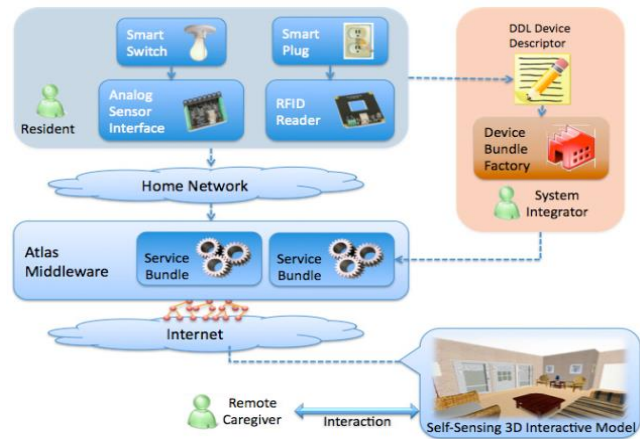 Smart
Switch
Smart
Plug
DDL Device
Descriptor
Resident
Analog
Sensor
Interface
RFID
Reader
Device
Bundle
Factory
System
Integrator
Home Network
Atlas
Middleware
Service
Bundle
Service
Bundle
Internet
Remote
Caregiver
Interaction
Self-Sensing 3D Interactive Model